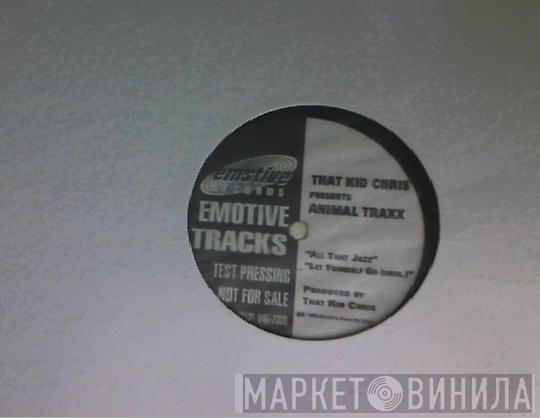 emotive
RECORDS
EMOTIVE
TRACKS
TEST PRESSING
NOT FOR SALE
THAT KID CHRIS
PRESENTS
ANIMAL TRAXX
"ALL THAT JAZZ"
"LET YOURSELF GO (ORIG.)"
PRODUCED BY
THAT KID CHRIS
МАРКЕТ ВИНИЛА